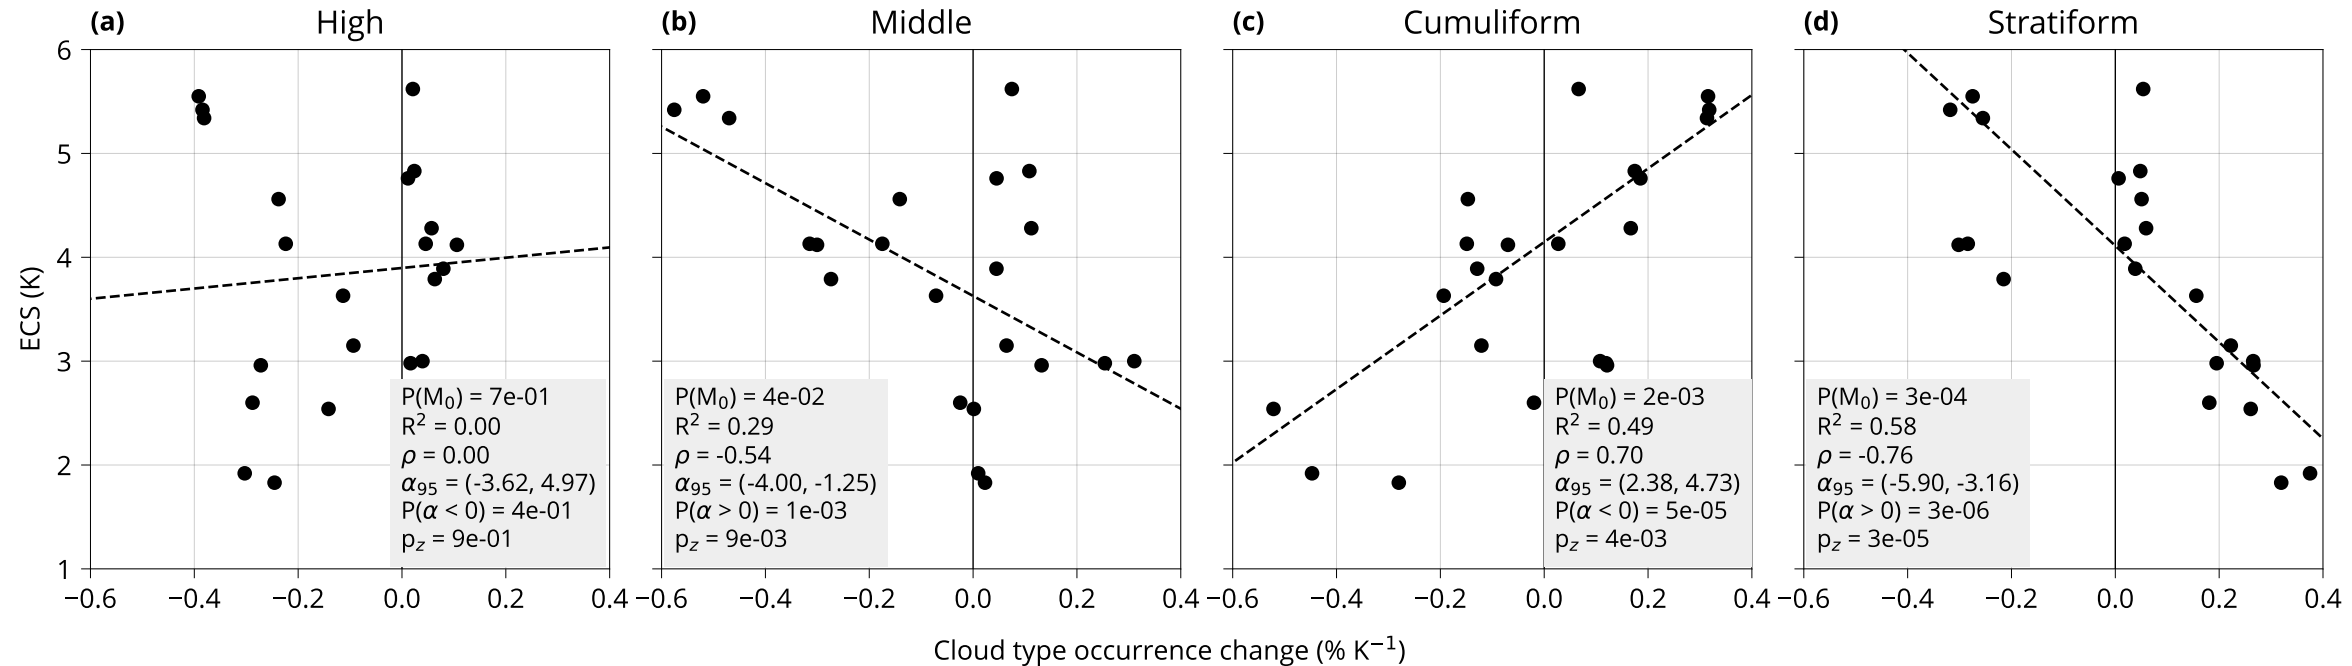 (a) High
(b) Middle
(c) Cumuliform
(d) Stratiform
ECS (K)
6
5
4
3
2
1
P(M₀) = 7e-01
R² = 0.00
ρ = 0.00
α₉₅ = (-3.62, 4.97)
P(α < 0) = 4e-01
p_z = 9e-01
P(M₀) = 4e-02
R² = 0.29
ρ = -0.54
α₉₅ = (-4.00, -1.25)
P(α > 0) = 1e-03
p_z = 9e-03
P(M₀) = 2e-03
R² = 0.49
ρ = 0.70
α₉₅ = (2.38, 4.73)
P(α < 0) = 5e-05
p_z = 4e-03
P(M₀) = 3e-04
R² = 0.58
ρ = -0.76
α₉₅ = (-5.90, -3.16)
P(α > 0) = 3e-06
p_z = 3e-05
−0.6 −0.4 −0.2 0.0 0.2 0.4
−0.6 −0.4 −0.2 0.0 0.2 0.4
−0.6 −0.4 −0.2 0.0 0.2 0.4
−0.6 −0.4 −0.2 0.0 0.2 0.4
Cloud type occurrence change (% K⁻¹)